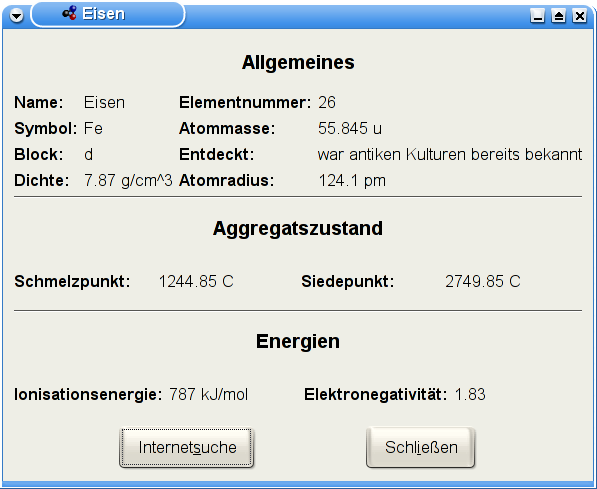 Eisen
Allgemeines
Name: Eisen Elementnummer: 26
Symbol: Fe Atommasse: 55.845 u
Block: d Entdeckt: war antiken Kulturen bereits bekannt
Dichte: 7.87 g/cm^3 Atomradius: 124.1 pm
Aggregatszustand
Schmelzpunkt: 1244.85 C Siedepunkt: 2749.85 C
Energien
Ionisationsenergie: 787 kJ/mol Elektronegativität: 1.83
Internetsuche Schließen